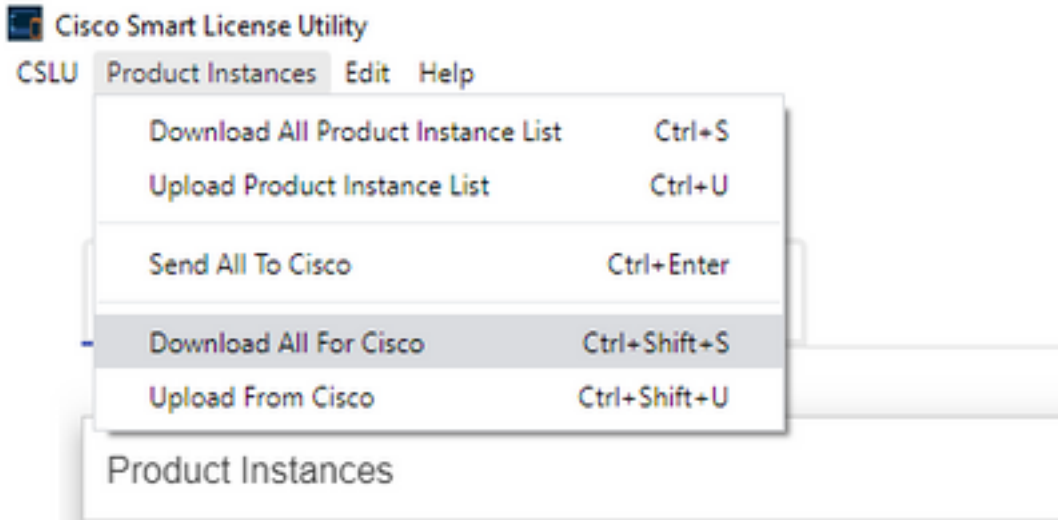 Cisco Smart License Utility
CSLU Product Instances Edit Help
Download All Product Instance List Ctrl+S
Upload Product Instance List Ctrl+U
Send All To Cisco Ctrl+Enter
Download All For Cisco Ctrl+Shift+S
Upload From Cisco Ctrl+Shift+U
Product Instances